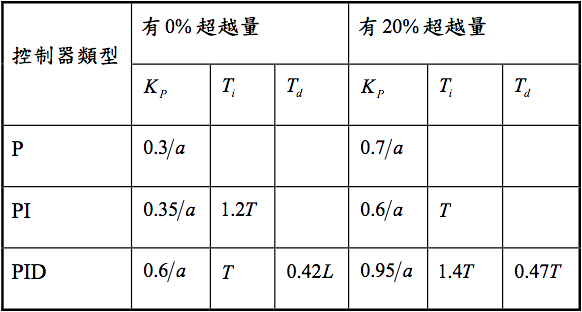 控制器類型 有 0% 超越量 有 20% 超越量
K_P T_i T_d K_P T_i T_d
P 0.3/a 0.7/a
PI 0.35/a 1.2T 0.6/a T
PID 0.6/a T 0.42L 0.95/a 1.4T 0.47T